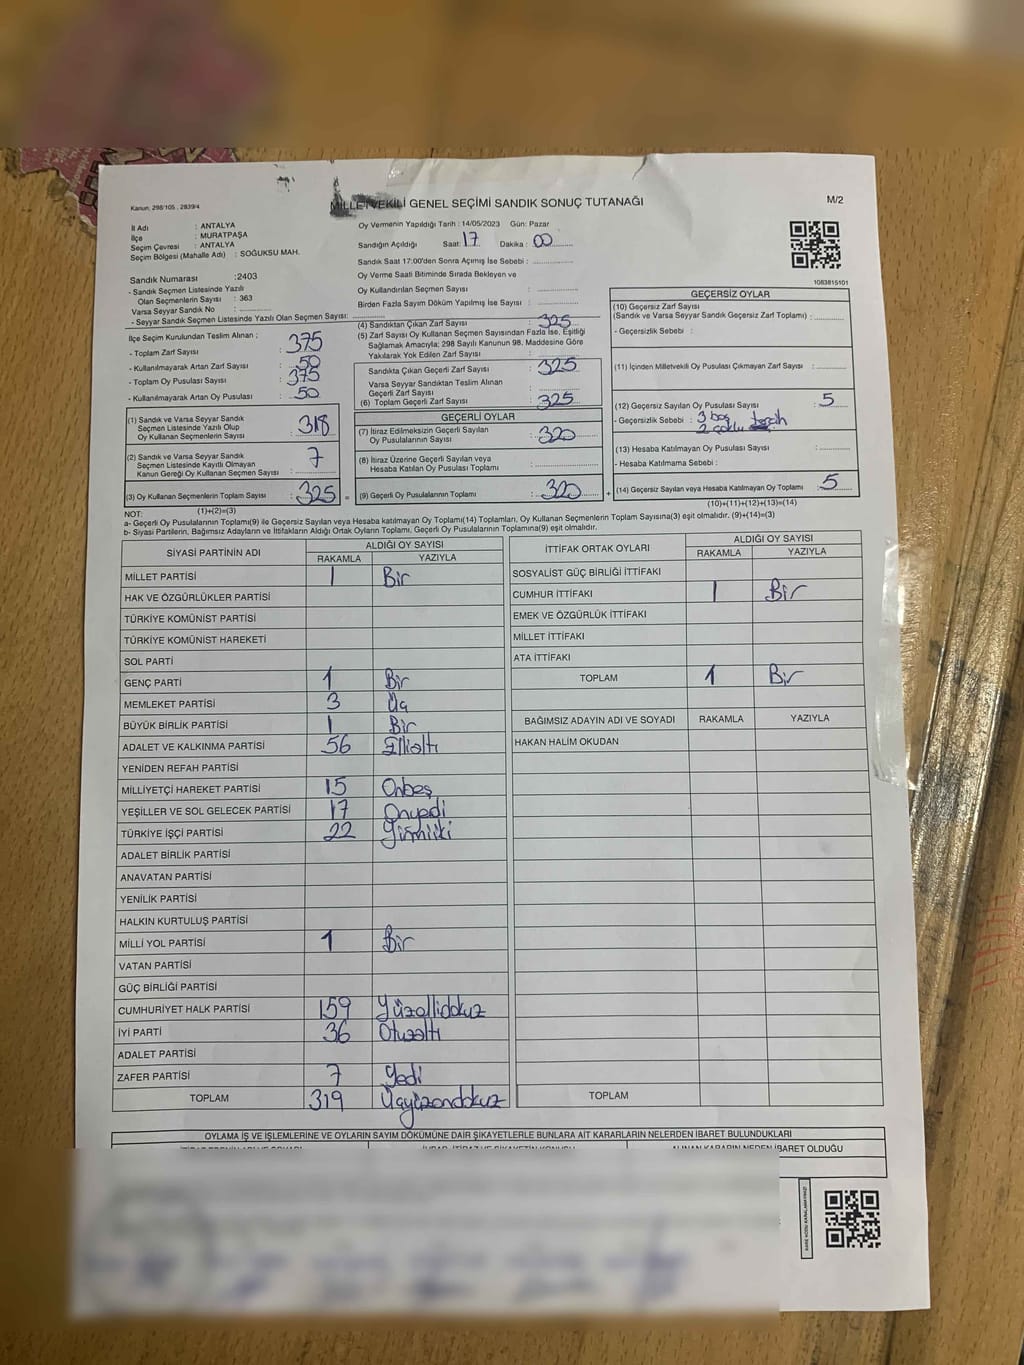 Kanun: 298/105 , 2839/4
MİLLETVEKİLİ GENEL SEÇİMİ SANDIK SONUÇ TUTANAĞI
M/2
İl Adı : ANTALYA
İlçe : MURATPAŞA
Seçim Çevresi : ANTALYA
Seçim Bölgesi (Mahalle Adı) : SOĞUKSU MAH.
Sandık Numarası :2403
- Sandık Seçmen Listesinde Yazılı
Olan Seçmenlerin Sayısı : 363
Varsa Seyyar Sandık No :
- Seyyar Sandık Seçmen Listesinde Yazılı Olan Seçmen Sayısı:
Oy Vermenin Yapıldığı Tarih : 14/05/2023 Gün: Pazar
Sandığın Açıldığı Saat: 17 Dakika : 00
Sandık Saat 17:00'den Sonra Açımış İse Sebebi :
Oy Verme Saati Bitiminde Sırada Bekleyen ve
Oy Kullandırılan Seçmen Sayısı :
Birden Fazla Sayım Döküm Yapılmış İse Sayısı :
1083815101
İlçe Seçim Kurulundan Teslim Alınan ;
- Toplam Zarf Sayısı : 375
- Kullanılmayarak Artan Zarf Sayısı : 50
- Toplam Oy Pusulası Sayısı : 375
- Kullanılmayarak Artan Oy Pusulası : 50
(1) Sandık ve Varsa Seyyar Sandık
Seçmen Listesinde Yazılı Olup
Oy Kullanan Seçmenlerin Sayısı : 318
(2) Sandık ve Varsa Seyyar Sandık
Seçmen Listesinde Kayıtlı Olmayan
Kanun Gereği Oy Kullanan Seçmen Sayısı : 7
(3) Oy Kullanan Seçmenlerin Toplam Sayısı : 325 =
(1)+(2)=(3)
(4) Sandıktan Çıkan Zarf Sayısı : 325
(5) Zarf Sayısı Oy Kullanan Seçmen Sayısından Fazla İse, Eşitliği
Sağlamak Amacıyla; 298 Sayılı Kanunun 98. Maddesine Göre
Yakılarak Yok Edilen Zarf Sayısı :
Sandıkta Çıkan Geçerli Zarf Sayısı : 325
Varsa Seyyar Sandıktan Teslim Alınan
Geçerli Zarf Sayısı :
(6) Toplam Geçerli Zarf Sayısı : 325
GEÇERLİ OYLAR
(7) İtiraz Edilmeksizin Geçerli Sayılan
Oy Pusulalarının Sayısı : 320
(8) İtiraz Üzerine Geçerli Sayılan veya
Hesaba Katılan Oy Pusulası Toplamı :
(9) Geçerli Oy Pusulalarının Toplamı : 320 +
GEÇERSİZ OYLAR
(10) Geçersiz Zarf Sayısı
(Sandık ve Varsa Seyyar Sandık Geçersiz Zarf Toplamı) :
- Geçersizlik Sebebi :
(11) İçinden Milletvekili Oy Pusulası Çıkmayan Zarf Sayısı :
(12) Geçersiz Sayılan Oy Pusulası Sayısı : 5
- Geçersizlik Sebebi : 3 boş
2 çoklu tercih
(13) Hesaba Katılmayan Oy Pusulası Sayısı :
- Hesaba Katılmama Sebebi :
(14) Geçersiz Sayılan veya Hesaba Katılmayan Oy Toplamı : 5
(10)+(11)+(12)+(13)=(14)
NOT:
a- Geçerli Oy Pusulalarının Toplamı(9) ile Geçersiz Sayılan veya Hesaba katılmayan Oy Toplamı(14) Toplamları, Oy Kullanan Seçmenlerin Toplam Sayısına(3) eşit olmalıdır. (9)+(14)=(3)
b- Siyasi Partilerin, Bağımsız Adayların ve İttifakların Aldığı Ortak Oyların Toplamı, Geçerli Oy Pusulalarının Toplamına(9) eşit olmalıdır.
SİYASİ PARTİNİN ADI ALDIĞI OY SAYISI
RAKAMLA YAZIYLA
MİLLET PARTİSİ 1 Bir
HAK VE ÖZGÜRLÜKLER PARTİSİ
TÜRKİYE KOMÜNİST PARTİSİ
TÜRKİYE KOMÜNİST HAREKETİ
SOL PARTİ
GENÇ PARTİ 1 Bir
MEMLEKET PARTİSİ 3 Üç
BÜYÜK BİRLİK PARTİSİ 1 Bir
ADALET VE KALKINMA PARTİSİ 56 Ellialtı
YENİDEN REFAH PARTİSİ
MİLLİYETÇİ HAREKET PARTİSİ 15 Onbeş
YEŞİLLER VE SOL GELECEK PARTİSİ 17 Onyedi
TÜRKİYE İŞÇİ PARTİSİ 22 Yirmiiki
ADALET BİRLİK PARTİSİ
ANAVATAN PARTİSİ
YENİLİK PARTİSİ
HALKIN KURTULUŞ PARTİSİ
MİLLİ YOL PARTİSİ 1 Bir
VATAN PARTİSİ
GÜÇ BİRLİĞİ PARTİSİ
CUMHURİYET HALK PARTİSİ 159 Yüzellidokuz
İYİ PARTİ 36 Otuzaltı
ADALET PARTİSİ
ZAFER PARTİSİ 7 Yedi
TOPLAM 319 Üçyüzondokuz
İTTİFAK ORTAK OYLARI ALDIĞI OY SAYISI
RAKAMLA YAZIYLA
SOSYALİST GÜÇ BİRLİĞİ İTTİFAKI
CUMHUR İTTİFAKI 1 Bir
EMEK VE ÖZGÜRLÜK İTTİFAKI
MİLLET İTTİFAKI
ATA İTTİFAKI
TOPLAM 1 Bir
BAĞIMSIZ ADAYIN ADI VE SOYADI RAKAMLA YAZIYLA
HAKAN HALİM OKUDAN
TOPLAM
OYLAMA İŞ VE İŞLEMLERİNE VE OYLARIN SAYIM DÖKÜMÜNE DAİR ŞİKAYETLERLE BUNLARA AİT KARARLARIN NELERDEN İBARET BULUNDUKLARI
ALINAN KARARIN NEDEN İBARET OLDUĞU